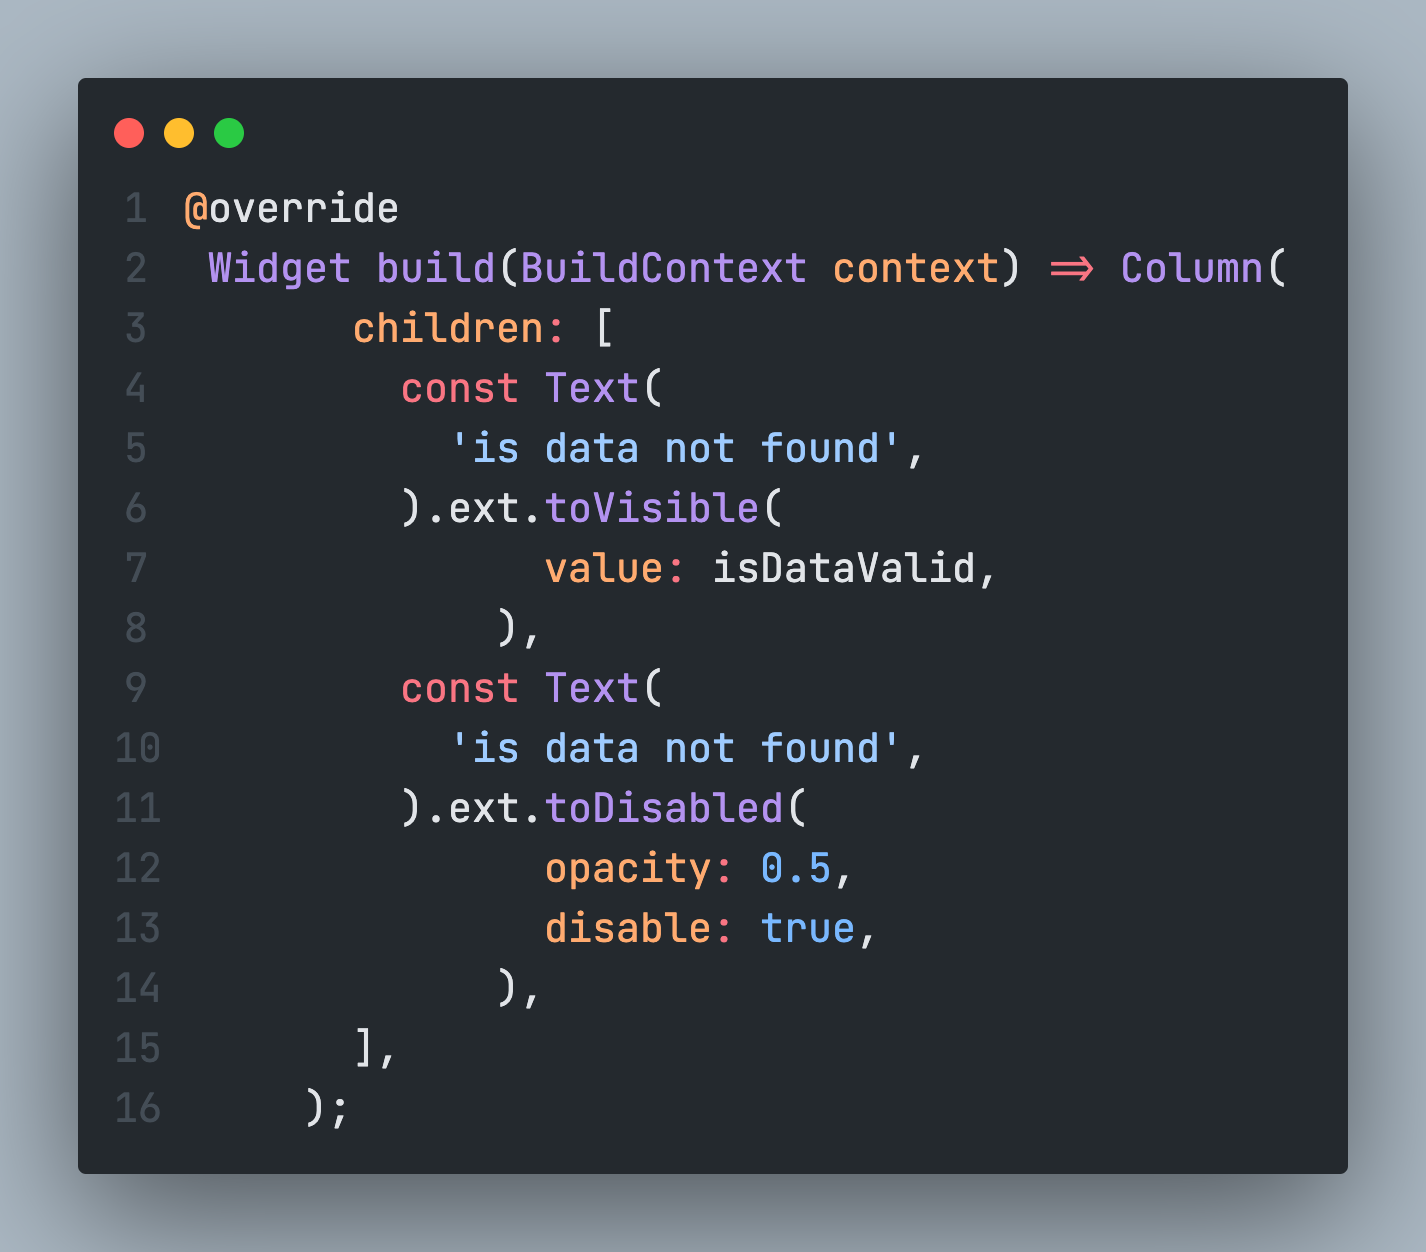 1 @override
2  Widget build(BuildContext context) => Column(
3       children: [
4         const Text(
5           'is data not found',
6         ).ext.toVisible(
7               value: isDataValid,
8             ),
9         const Text(
10           'is data not found',
11         ).ext.toDisabled(
12               opacity: 0.5,
13               disable: true,
14             ),
15       ],
16     );